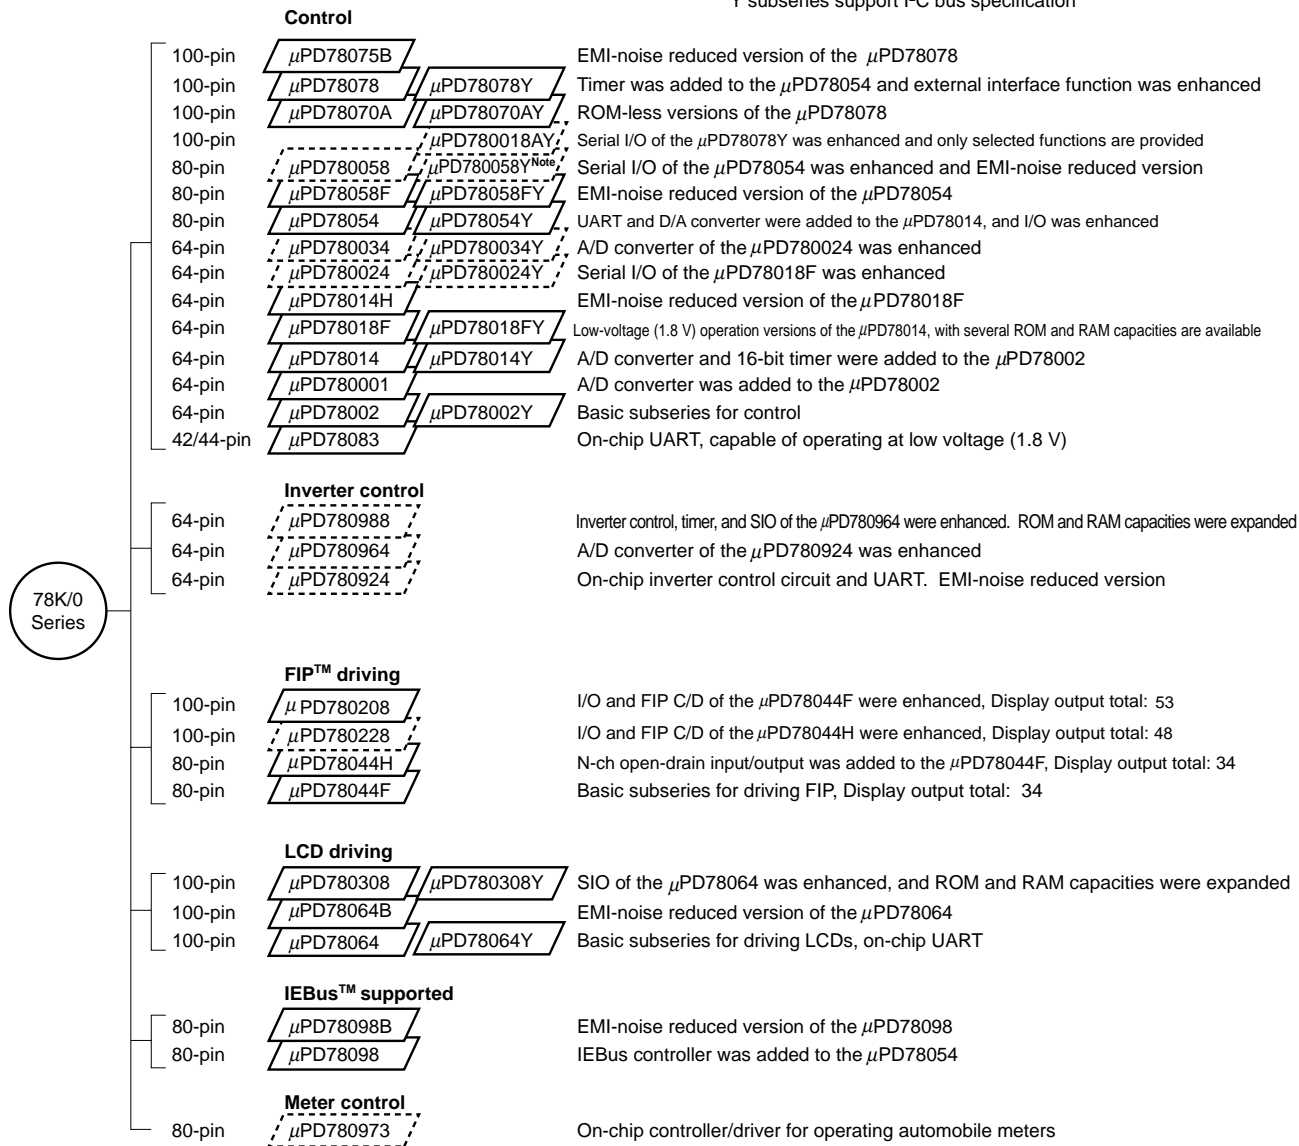 Y subseries support I²C bus specification
Control
100-pin μPD78075B EMI-noise reduced version of the μPD78078
100-pin μPD78078 μPD78078Y Timer was added to the μPD78054 and external interface function was enhanced
100-pin μPD78070A μPD78070AY ROM-less versions of the μPD78078
100-pin μPD780018AY Serial I/O of the μPD78078Y was enhanced and only selected functions are provided
80-pin μPD780058 μPD780058Y Note Serial I/O of the μPD78054 was enhanced and EMI-noise reduced version
80-pin μPD78058F μPD78058FY EMI-noise reduced version of the μPD78054
80-pin μPD78054 μPD78054Y UART and D/A converter were added to the μPD78014, and I/O was enhanced
64-pin μPD780034 μPD780034Y A/D converter of the μPD780024 was enhanced
64-pin μPD780024 μPD780024Y Serial I/O of the μPD78018F was enhanced
64-pin μPD78014H EMI-noise reduced version of the μPD78018F
64-pin μPD78018F μPD78018FY Low-voltage (1.8 V) operation versions of the μPD78014, with several ROM and RAM capacities are available
64-pin μPD78014 μPD78014Y A/D converter and 16-bit timer were added to the μPD78002
64-pin μPD780001 A/D converter was added to the μPD78002
64-pin μPD78002 μPD78002Y Basic subseries for control
42/44-pin μPD78083 On-chip UART, capable of operating at low voltage (1.8 V)
Inverter control
64-pin μPD780988 Inverter control, timer, and SIO of the μPD780964 were enhanced. ROM and RAM capacities were expanded
64-pin μPD780964 A/D converter of the μPD780924 was enhanced
64-pin μPD780924 On-chip inverter control circuit and UART. EMI-noise reduced version
78K/0
Series
FIP™ driving
100-pin μ PD780208 I/O and FIP C/D of the μPD78044F were enhanced, Display output total: 53
100-pin μPD780228 I/O and FIP C/D of the μPD78044H were enhanced, Display output total: 48
80-pin μPD78044H N-ch open-drain input/output was added to the μPD78044F, Display output total: 34
80-pin μPD78044F Basic subseries for driving FIP, Display output total: 34
LCD driving
100-pin μPD780308 μPD780308Y SIO of the μPD78064 was enhanced, and ROM and RAM capacities were expanded
100-pin μPD78064B EMI-noise reduced version of the μPD78064
100-pin μPD78064 μPD78064Y Basic subseries for driving LCDs, on-chip UART
IEBus™ supported
80-pin μPD78098B EMI-noise reduced version of the μPD78098
80-pin μPD78098 IEBus controller was added to the μPD78054
Meter control
80-pin μPD780973 On-chip controller/driver for operating automobile meters